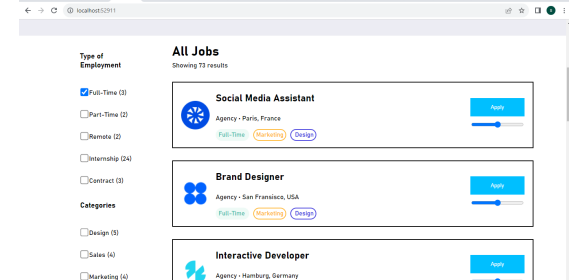 localhost:52911
Type of
Employment
Full-Time (3)
Part-Time (2)
Remote (2)
Internship (24)
Contract (3)
Categories
Design (5)
Sales (4)
Marketing (4)
All Jobs
Showing 73 results
Social Media Assistant
Agency • Paris, France
Full-Time Marketing Design
Apply
Brand Designer
Agency • San Fransisco, USA
Full-Time Marketing Design
Apply
Interactive Developer
Agency • Hamburg, Germany
Apply